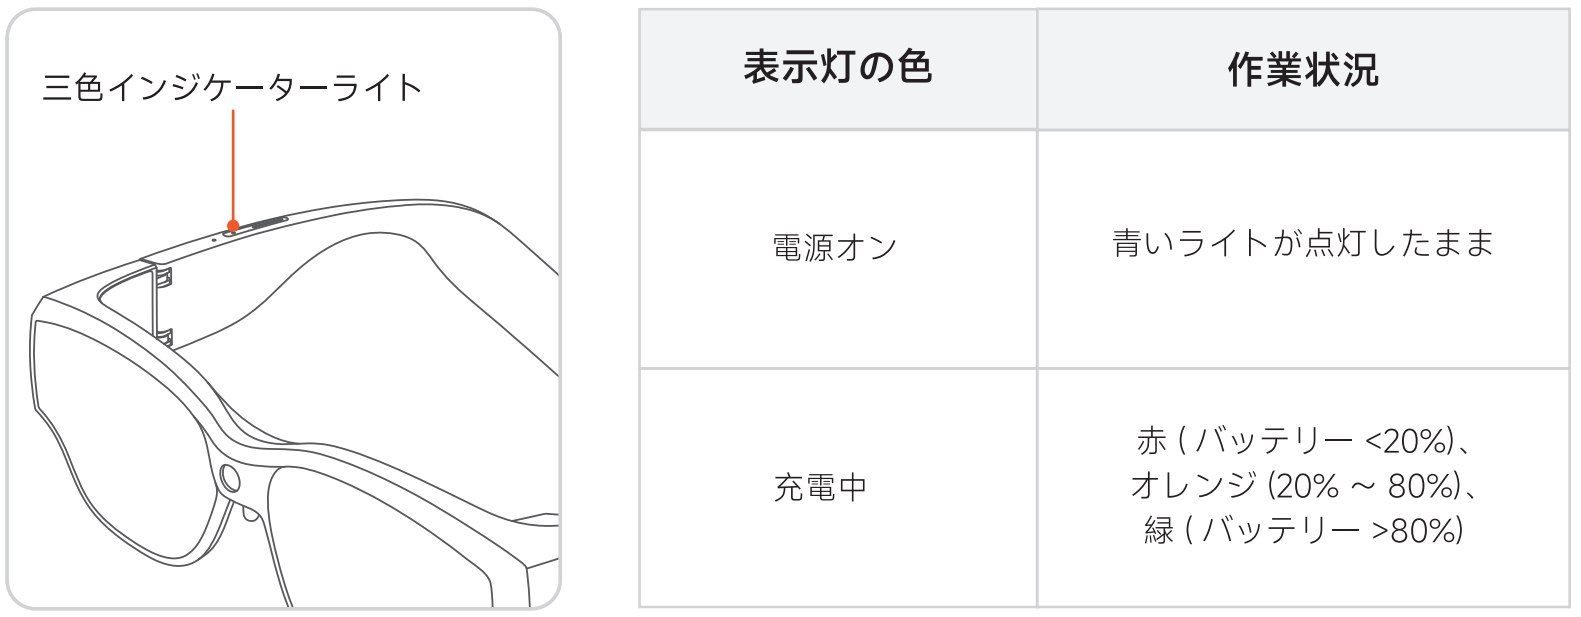 三色インジケーターライト
表示灯の色
作業状況
電源オン
青いライトが点灯したまま
充電中
赤 ( バッテリー <20%)、
オレンジ (20% ～ 80%)、
緑 ( バッテリー >80%)